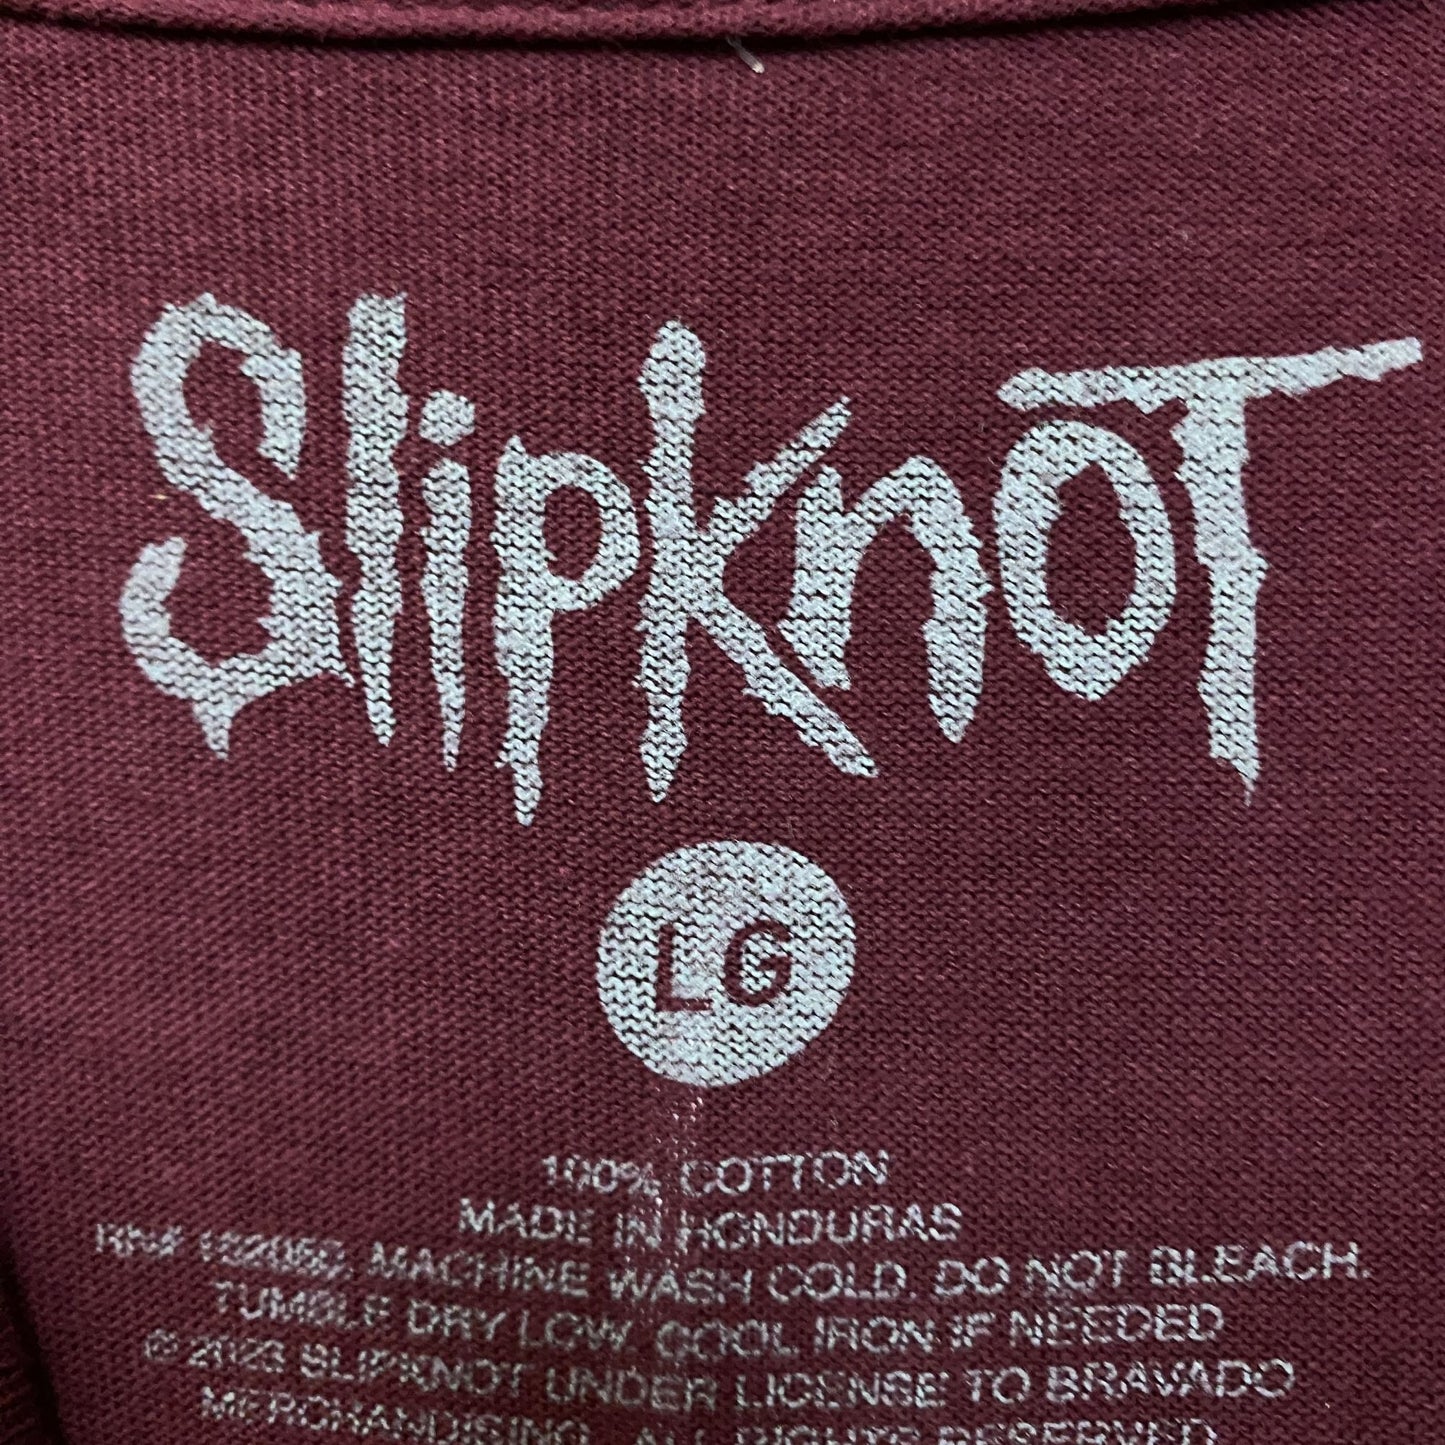 SlipknoT
LG
100% COTTON
MADE IN HONDURAS
RN# MACHINE WASH COLD. DO NOT BLEACH.
TUMBLE DRY LOW. COOL IRON IF NEEDED
© 2023 SLIPKNOT UNDER LICENSE TO BRAVADO
MERCHANDISING. ALL RIGHTS RESERVED